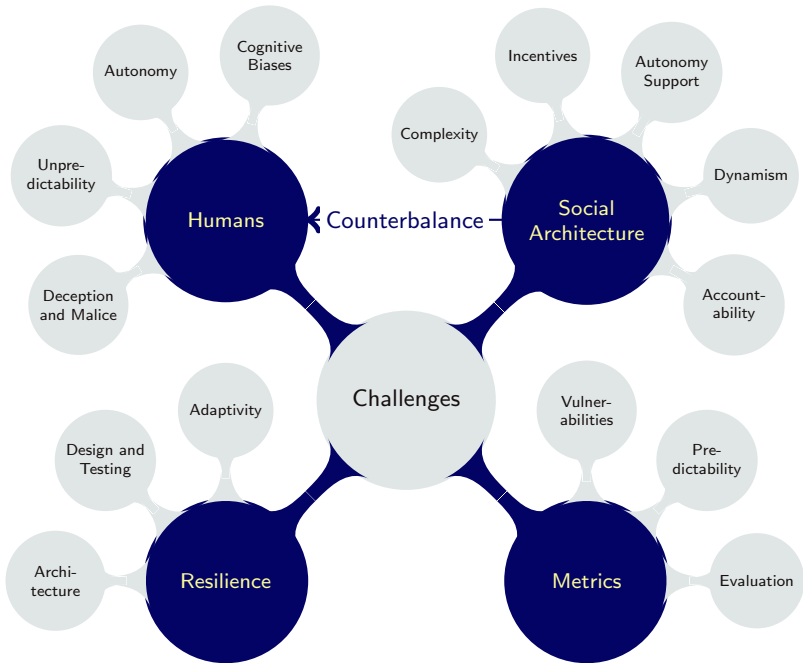 Cognitive
Biases
Autonomy
Unpre-
dictability
Deception
and Malice
Humans
Counterbalance
Incentives
Autonomy
Support
Complexity
Dynamism
Account-
ability
Social
Architecture
Challenges
Adaptivity
Design and
Testing
Archi-
tecture
Resilience
Vulner-
abilities
Pre-
dictability
Evaluation
Metrics